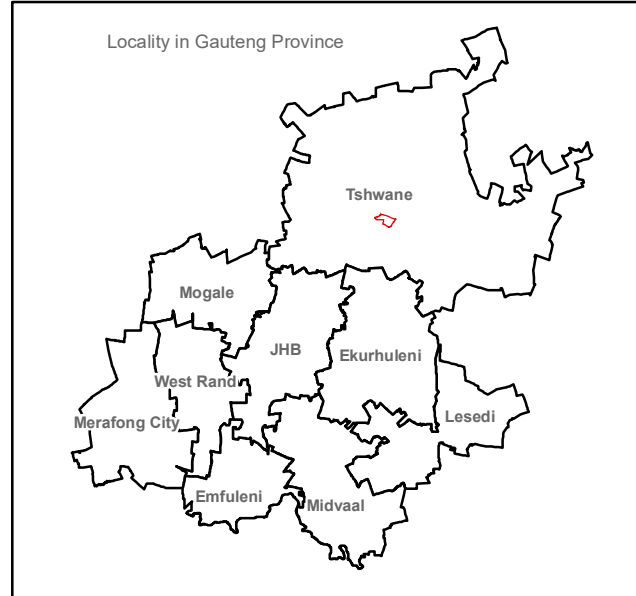 Locality in Gauteng Province
Tshwane
Mogale
JHB
Ekurhuleni
West Rand
Merafong City
Lesedi
Emfuleni
Midvaal